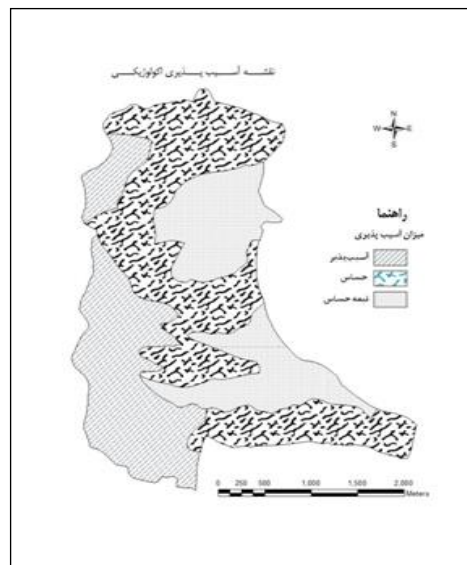 نقشه آسیب پذیری اکولوژیکی
N
W E
S
راهنما
میزان آسیب پذیری
آسیب‌پذیر
حساس
نیمه حساس
0 250 500 1,000 1,500 2,000
Meters